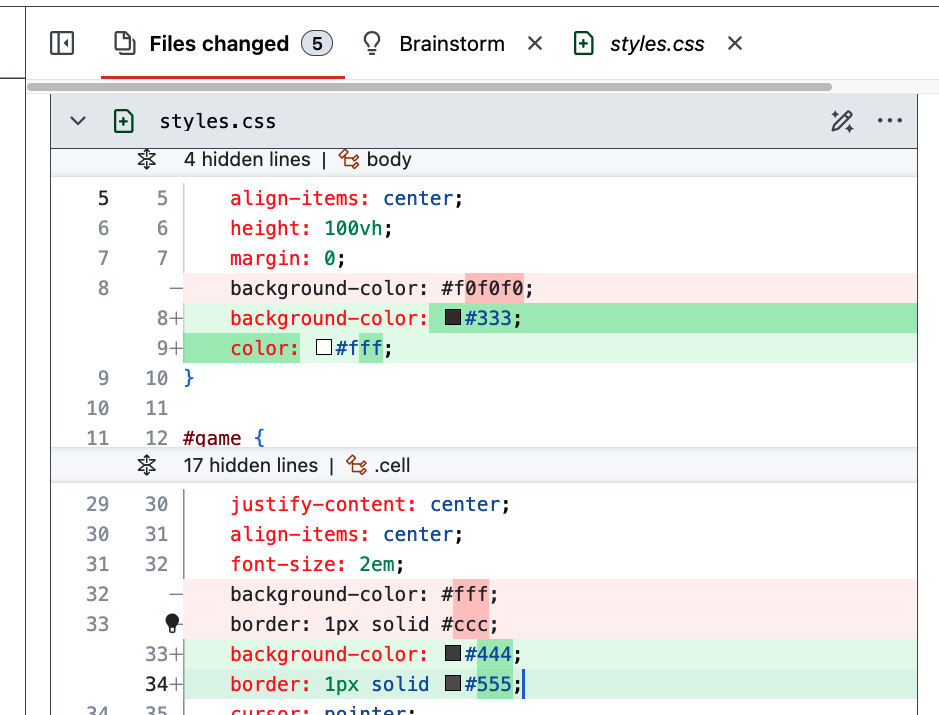 Files changed 5 Brainstorm × styles.css ×
styles.css ...
4 hidden lines | body
5 5 align-items: center;
6 6 height: 100vh;
7 7 margin: 0;
8 − background-color: #f0f0f0;
8+ background-color: #333;
9+ color: #fff;
9 10 }
10 11
11 12 #game {
17 hidden lines | .cell
29 30 justify-content: center;
30 31 align-items: center;
31 32 font-size: 2em;
32 − background-color: #fff;
33 − border: 1px solid #ccc;
33+ background-color: #444;
34+ border: 1px solid #555;
34 35 cursor: pointer;